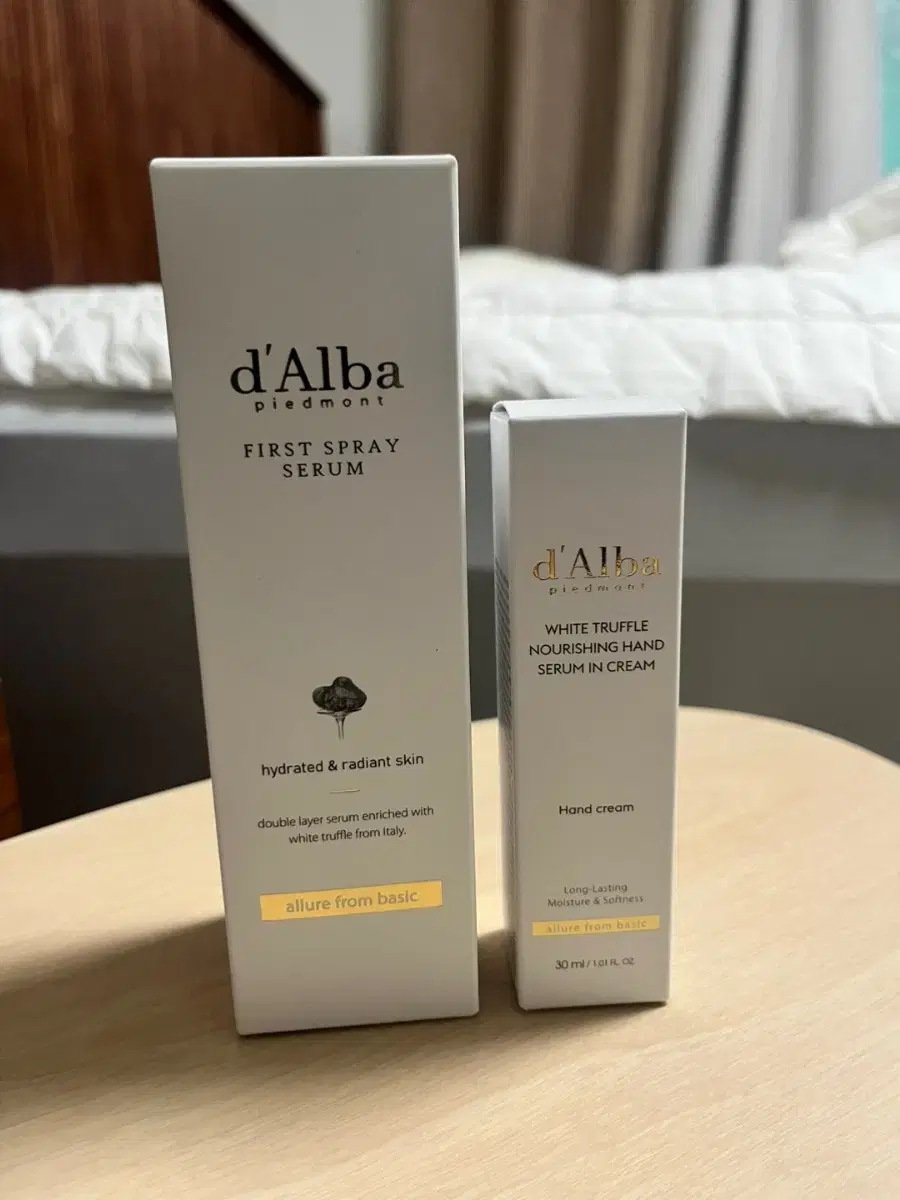 d'Alba
piedmont
FIRST SPRAY
SERUM
hydrated & radiant skin
double layer serum enriched with
white truffle from Italy.
allure from basic
d'Alba
piedmont
WHITE TRUFFLE
NOURISHING HAND
SERUM IN CREAM
Hand cream
Long-Lasting
Moisture & Softness
allure from basic
30 ml / 1.01 FL. OZ.